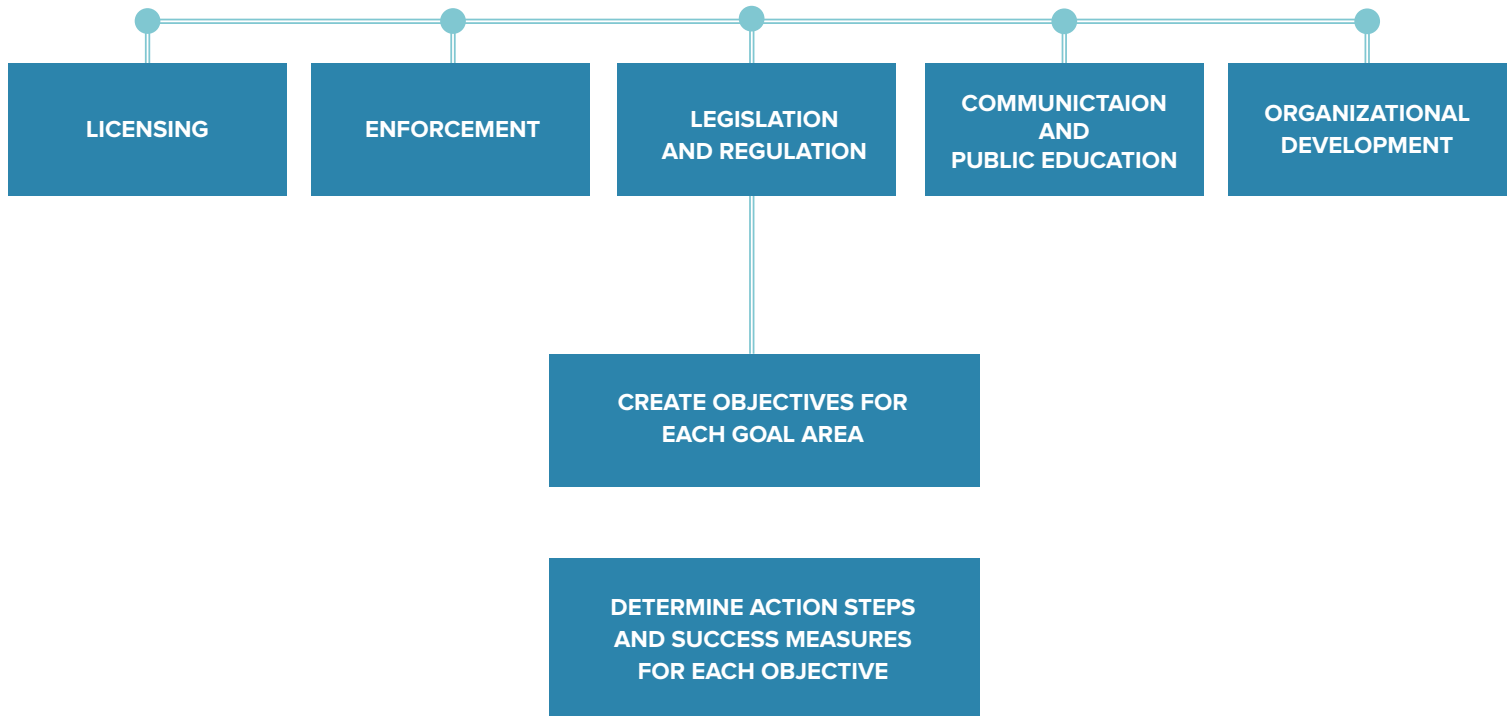 LICENSING
ENFORCEMENT
LEGISLATION
AND REGULATION
COMMUNICTAION
AND
PUBLIC EDUCATION
ORGANIZATIONAL
DEVELOPMENT
CREATE OBJECTIVES FOR
EACH GOAL AREA
DETERMINE ACTION STEPS
AND SUCCESS MEASURES
FOR EACH OBJECTIVE